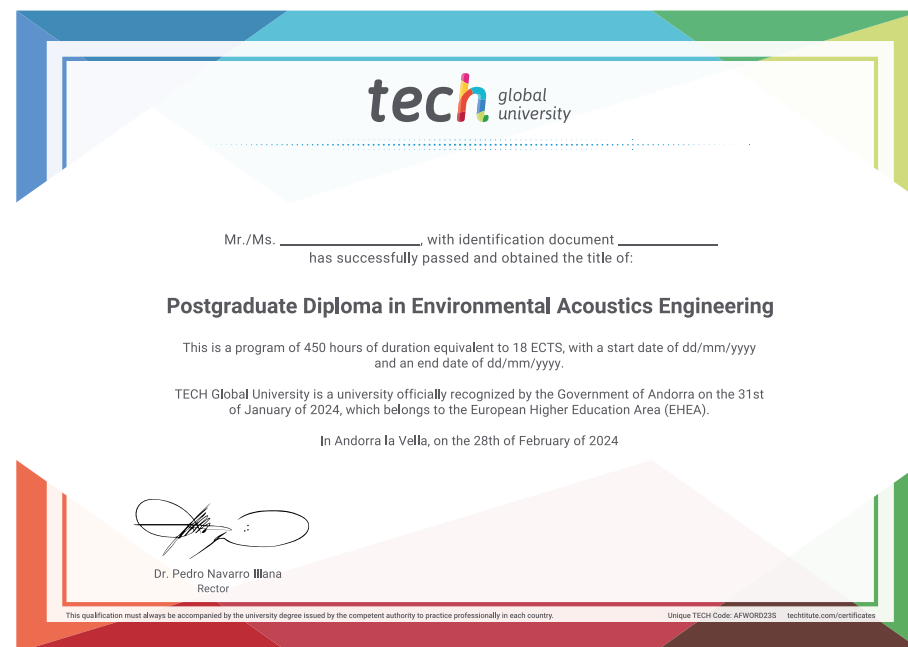 tech global university
Mr./Ms. ____________, with identification document ____________
has successfully passed and obtained the title of:
Postgraduate Diploma in Environmental Acoustics Engineering
This is a program of 450 hours of duration equivalent to 18 ECTS, with a start date of dd/mm/yyyy
and an end date of dd/mm/yyyy.
TECH Global University is a university officially recognized by the Government of Andorra on the 31st
of January of 2024, which belongs to the European Higher Education Area (EHEA).
In Andorra la Vella, on the 28th of February of 2024
Dr. Pedro Navarro Illana
Rector
This qualification must always be accompanied by the university degree issued by the competent authority to practice professionally in each country. Unique TECH Code: AFWORD23S techtitute.com/certificates